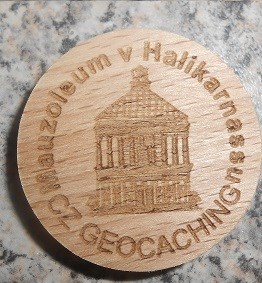 Mauzoleum v Halikarnassu
CZ GEOCACHING